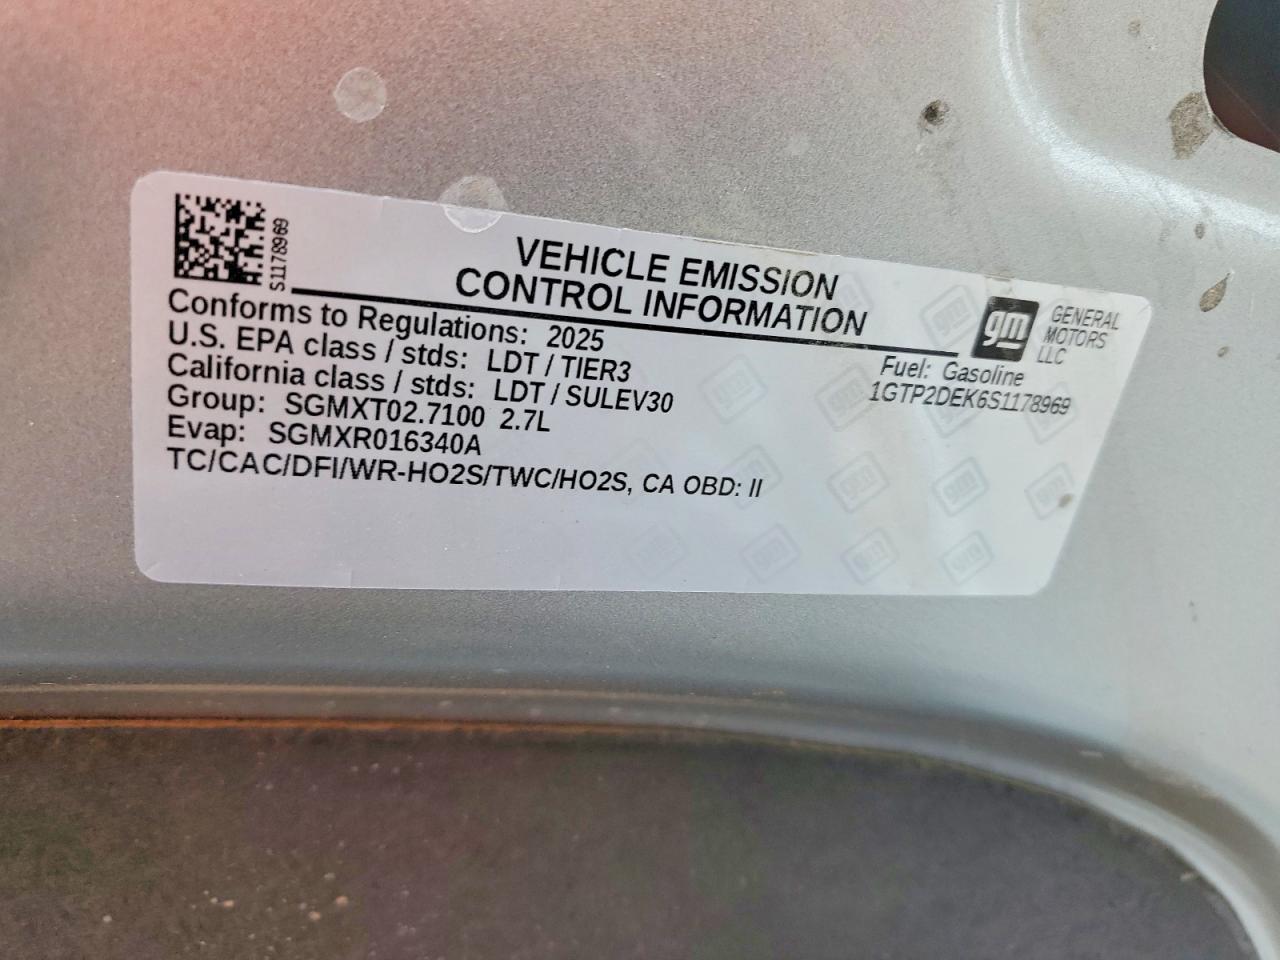 S1178969
VEHICLE EMISSION
CONTROL INFORMATION
gm
GENERAL
MOTORS
LLC
Conforms to Regulations: 2025
U.S. EPA class / stds: LDT / TIER3
California class / stds: LDT / SULEV30
Group: SGMXT02.7100 2.7L
Evap: SGMXR016340A
TC/CAC/DFI/WR-HO2S/TWC/HO2S, CA OBD: II
Fuel: Gasoline
1GTP2DEK6S1178969